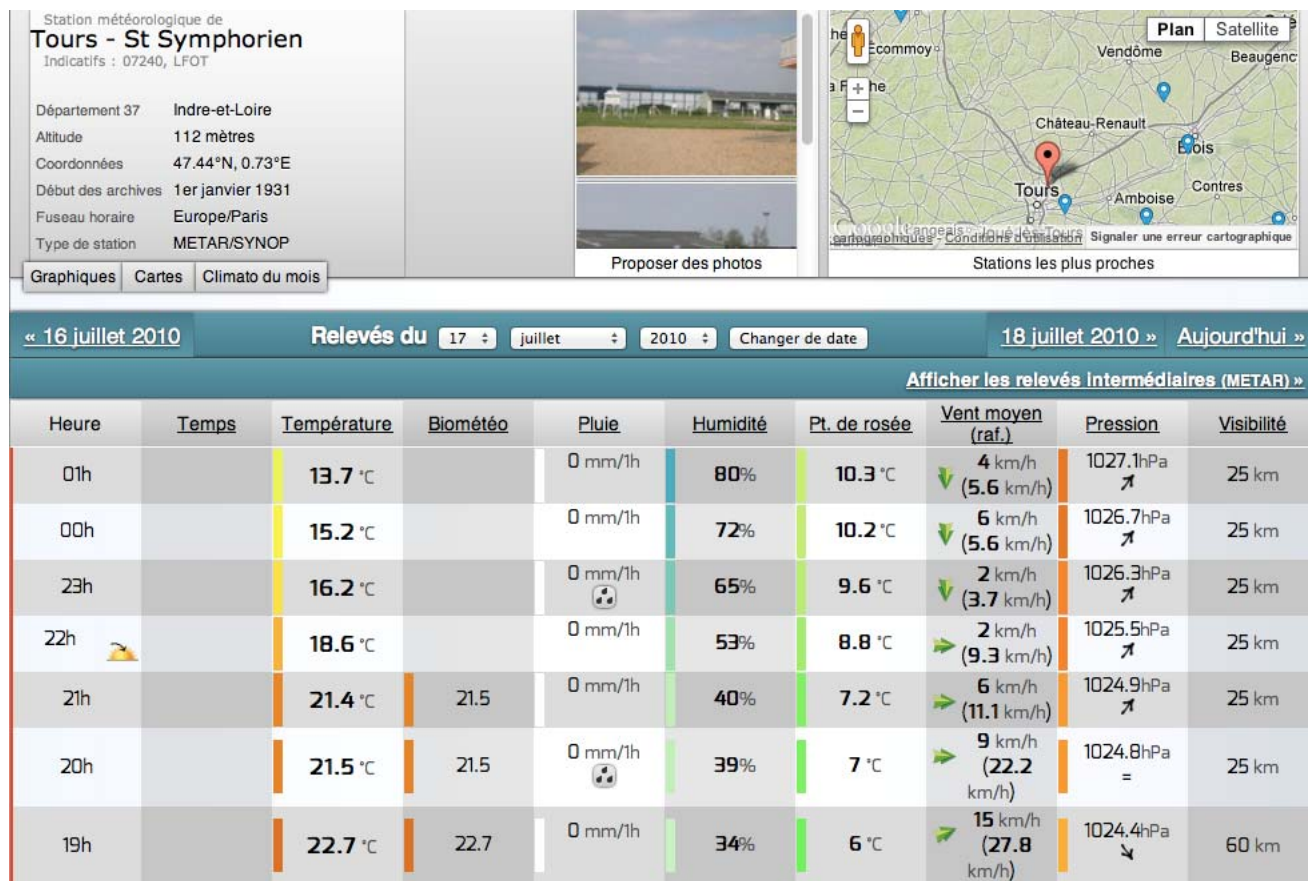 Station météorologique de
Tours - St Symphorien
Indicatifs : 07240, LFOT
Département 37 Indre-et-Loire
Altitude 112 mètres
Coordonnées 47.44°N, 0.73°E
Début des archives 1er janvier 1931
Fuseau horaire Europe/Paris
Type de station METAR/SYNOP
Graphiques Cartes Climato du mois
Proposer des photos
Plan Satellite
Écommoy
Vendôme
Beaugenc
Château-Renault
Blois
Tours
Amboise
Contres
Langeais Joué-lès-Tours
cartographiques - Conditions d'utilisation Signaler une erreur cartographique
Stations les plus proches
« 16 juillet 2010 Relevés du 17 juillet 2010 Changer de date 18 juillet 2010 » Aujourd'hui »
Afficher les relevés intermédiaires (METAR) »
Heure Temps Température Biométéo Pluie Humidité Pt. de rosée Vent moyen (raf.) Pression Visibilité
01h 13.7 °C 0 mm/1h 80% 10.3 °C 4 km/h (5.6 km/h) 1027.1hPa 25 km
00h 15.2 °C 0 mm/1h 72% 10.2 °C 6 km/h (5.6 km/h) 1026.7hPa 25 km
23h 16.2 °C 0 mm/1h 65% 9.6 °C 2 km/h (3.7 km/h) 1026.3hPa 25 km
22h 18.6 °C 0 mm/1h 53% 8.8 °C 2 km/h (9.3 km/h) 1025.5hPa 25 km
21h 21.4 °C 21.5 0 mm/1h 40% 7.2 °C 6 km/h (11.1 km/h) 1024.9hPa 25 km
20h 21.5 °C 21.5 0 mm/1h 39% 7 °C 9 km/h (22.2 km/h) 1024.8hPa = 25 km
19h 22.7 °C 22.7 0 mm/1h 34% 6 °C 15 km/h (27.8 km/h) 1024.4hPa 60 km